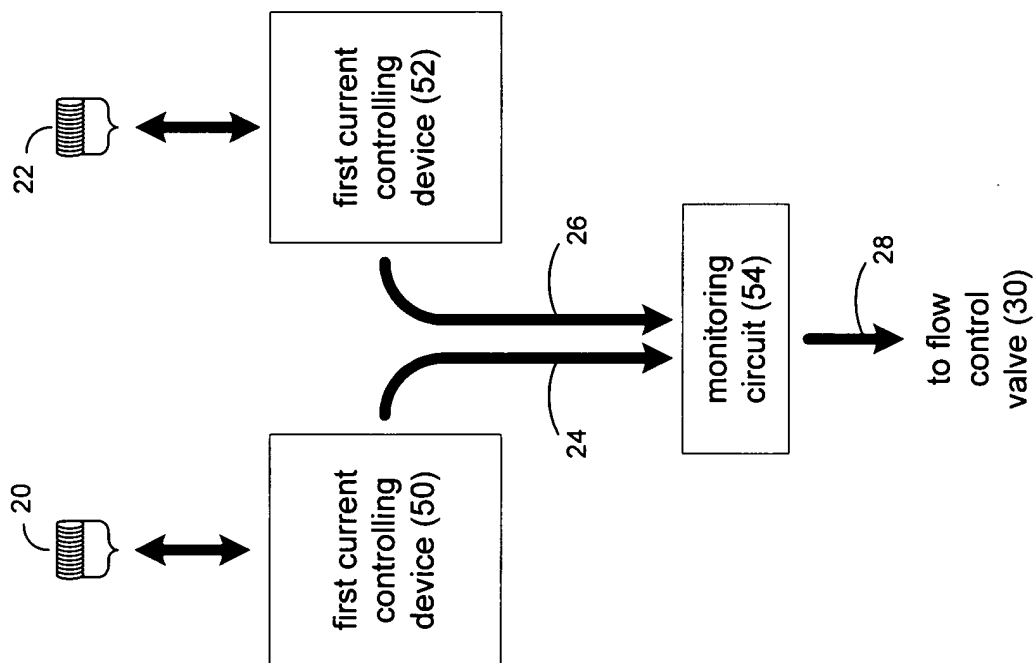 20
22
first current
controlling
device (50)
first current
controlling
device (52)
24
26
monitoring
circuit (54)
28
to flow
control
valve (30)